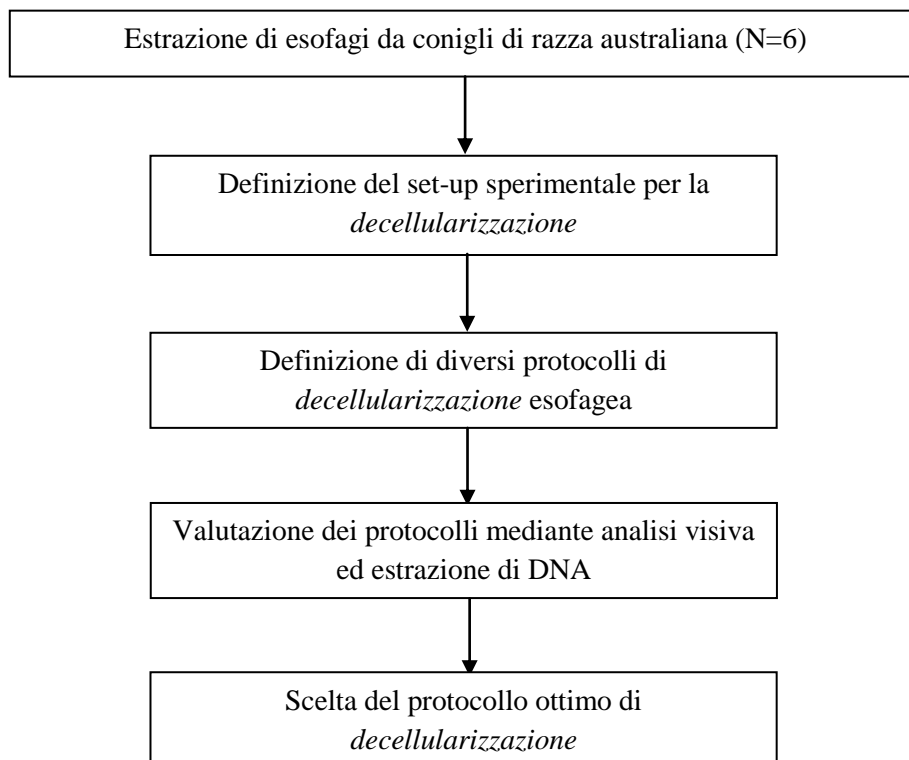 Estrazione di esofagi da conigli di razza australiana (N=6)
Definizione del set-up sperimentale per la
decellularizzazione
Definizione di diversi protocolli di
decellularizzazione esofagea
Valutazione dei protocolli mediante analisi visiva
ed estrazione di DNA
Scelta del protocollo ottimo di
decellularizzazione